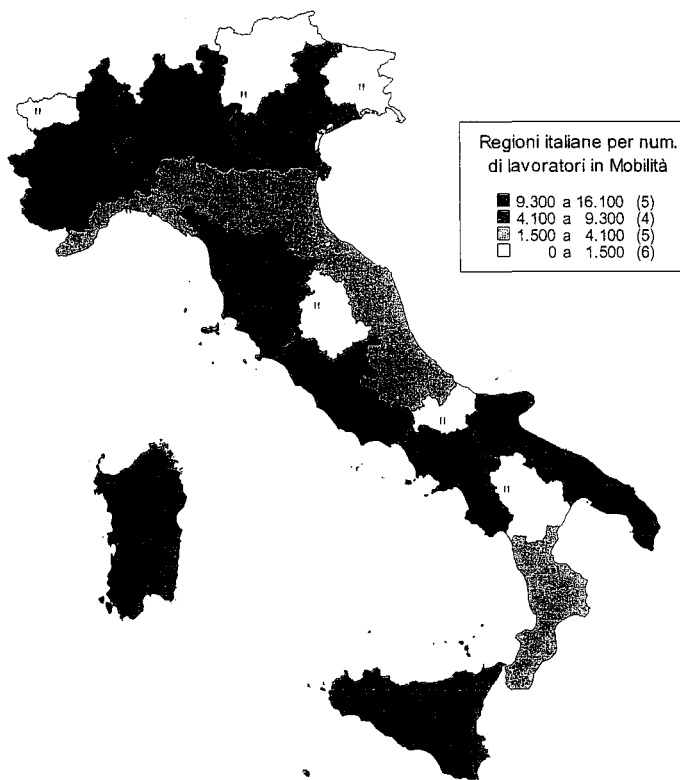 Regioni italiane per num.
di lavoratori in Mobilità
9.300 a 16.100 (5)
4.100 a 9.300 (4)
1.500 a 4.100 (5)
0 a 1.500 (6)